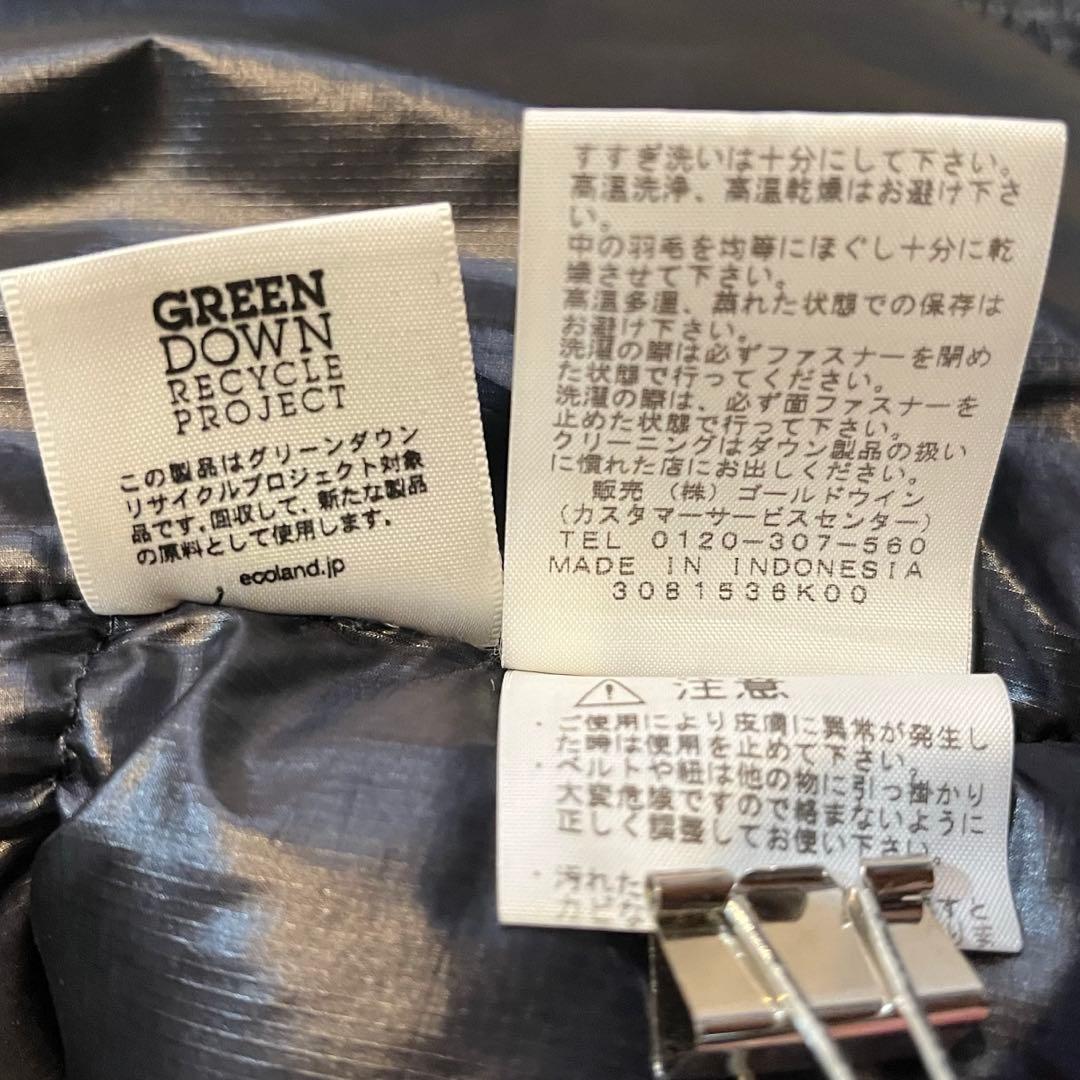 GREEN
DOWN
RECYCLE
PROJECT
この製品はグリーンダウン
リサイクルプロジェクト対象
品です。回収して、新たな製品
の原料として使用します。
ecoland.jp
すすぎ洗いは十分にして下さい。
高温洗浄、高温乾燥はお避け下さ
い。
中の羽毛を均等にほぐし十分に乾
燥させて下さい。
高温多湿、蒸れた状態での保存は
お避け下さい。
洗濯の際は必ずファスナーを閉め
た状態で行ってください。
洗濯の際は、必ず面ファスナーを
止めた状態で行って下さい。
クリーニングはダウン製品の扱い
に慣れた店にお出しください。
販売 (株) ゴールドウイン
(カスタマーサービスセンター)
TEL 0120-307-560
MADE IN INDONESIA
3081536K00
注意
・ご使用により皮膚に異常が発生し
た時は使用を止めて下さい。
・ベルトや紐は他の物に引っ掛かり
大変危険ですので絡まないように
正しく調整してお使い下さい。
・汚れた